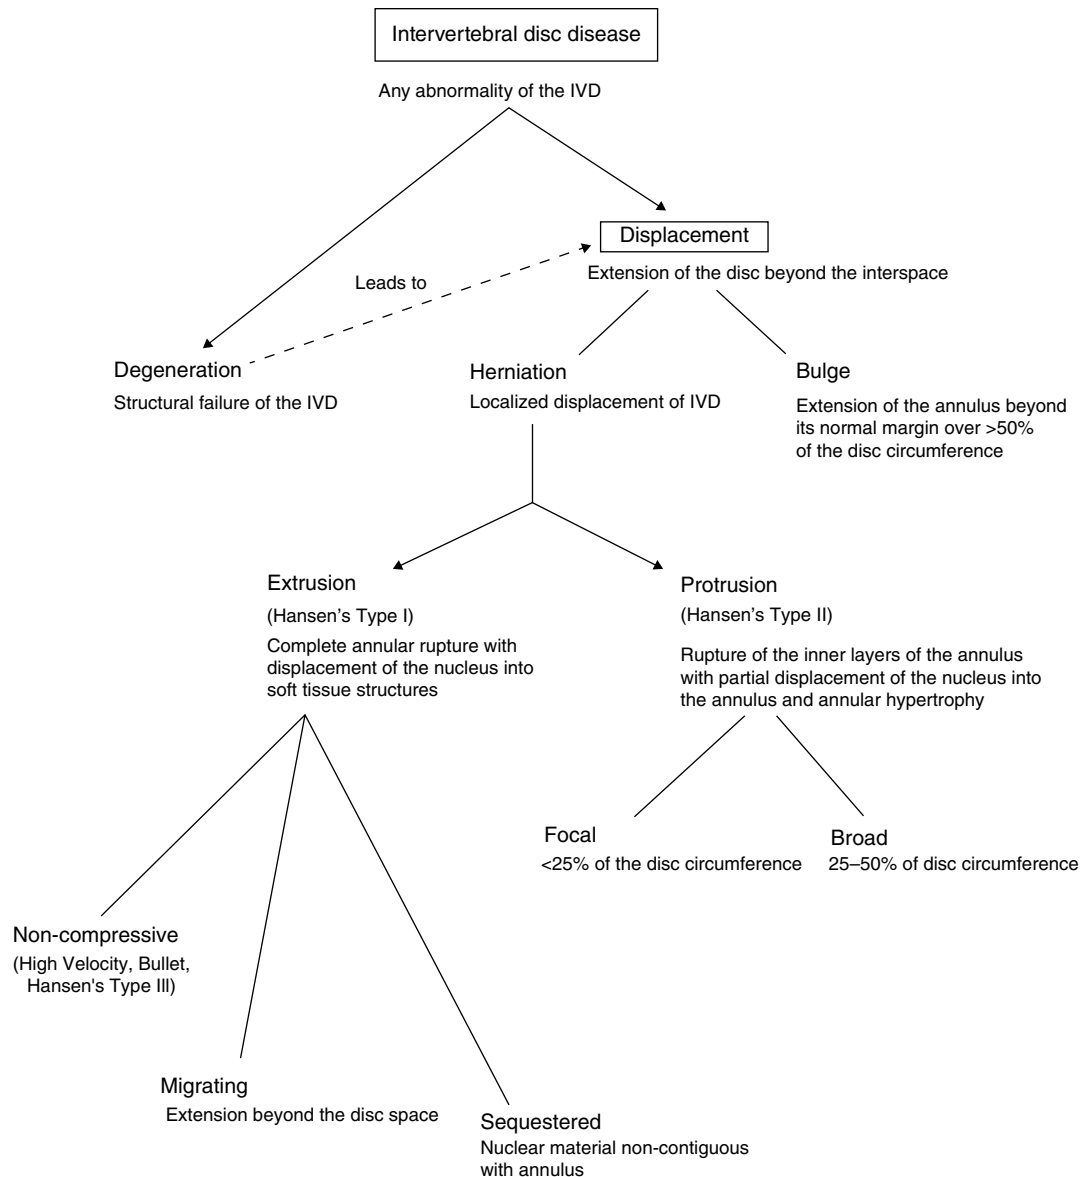 Intervertebral disc disease
Any abnormality of the IVD
Displacement
Extension of the disc beyond the interspace
Leads to
Degeneration
Structural failure of the IVD
Herniation
Localized displacement of IVD
Bulge
Extension of the annulus beyond
its normal margin over >50%
of the disc circumference
Extrusion
(Hansen’s Type I)
Complete annular rupture with
displacement of the nucleus into
soft tissue structures
Protrusion
(Hansen’s Type II)
Rupture of the inner layers of the annulus
with partial displacement of the nucleus into
the annulus and annular hypertrophy
Focal
<25% of the disc circumference
Broad
25–50% of disc circumference
Non-compressive
(High Velocity, Bullet,
Hansen's Type III)
Migrating
Extension beyond the disc space
Sequestered
Nuclear material non-contiguous
with annulus